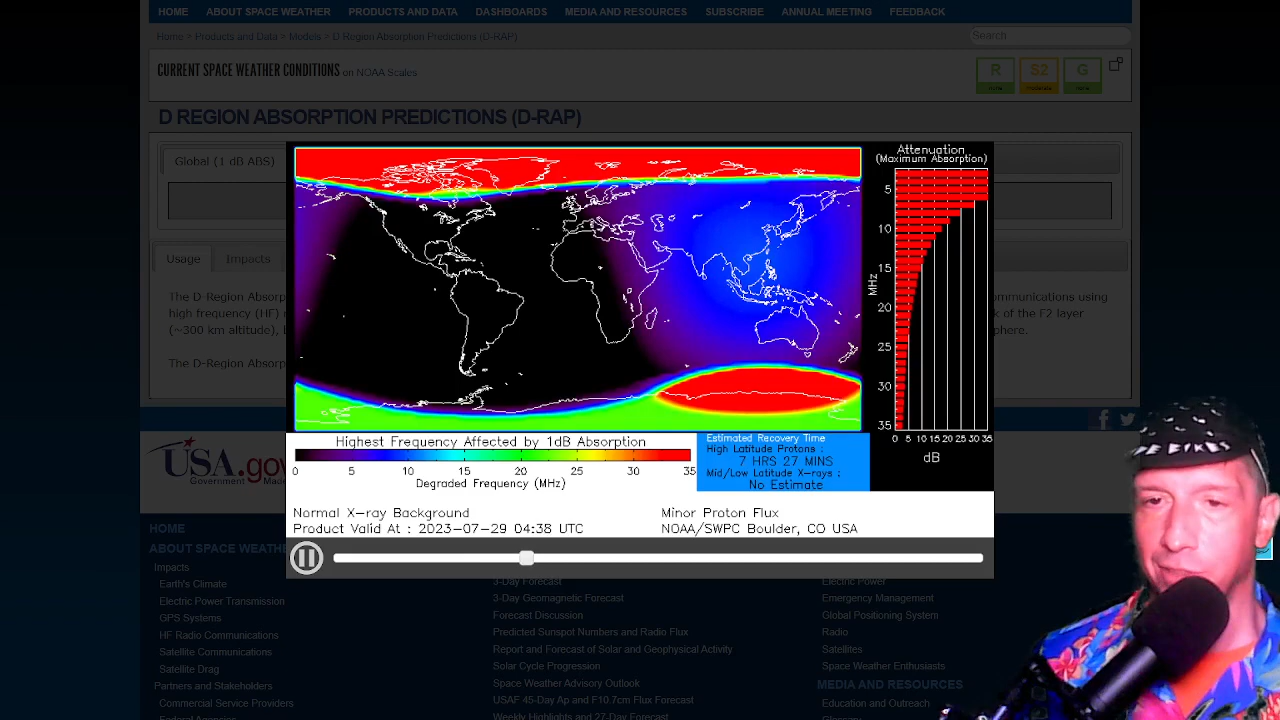 HOME ABOUT SPACE WEATHER PRODUCTS AND DATA DASHBOARDS MEDIA AND RESOURCES SUBSCRIBE ANNUAL MEETING FEEDBACK
Home > Products and Data > Models > D Region Absorption Predictions (D-RAP)
Search
CURRENT SPACE WEATHER CONDITIONS on NOAA Scales
R S2 G
none moderate none
D REGION ABSORPTION PREDICTIONS (D-RAP)
Global (1 dB ABS)
Attenuation
(Maximum Absorption)
5
10
15
20
25
30
35
MHz
0 5 10 15 20 25 30 35
dB
Usage Impacts
The D Region Absorp
mmunications using
high frequency (HF)
k of the F2 layer
(~300 km altitude),
phere.
The D-Region Absorp
Highest Frequency Affected by 1dB Absorption
0 5 10 15 20 25 30 35
Degraded Frequency (MHz)
Estimated Recovery Time
High Latitude Protons :
7 HRS 27 MINS
Mid/Low Latitude X-rays :
No Estimate
Normal X-ray Background
Minor Proton Flux
Product Valid At : 2023-07-29 04:38 UTC
NOAA/SWPC Boulder, CO USA
USA.gov
Government Made
HOME
ABOUT SPACE WEATHE
Impacts
Earth's Climate
Electric Power Transmission
GPS Systems
HF Radio Communications
Satellite Communications
Satellite Drag
Partners and Stakeholders
Commercial Service Providers
Federal Agencies
3-Day Forecast
3-Day Geomagnetic Forecast
Forecast Discussion
Predicted Sunspot Numbers and Radio Flux
Report and Forecast of Solar and Geophysical Activity
Solar Cycle Progression
Space Weather Advisory Outlook
USAF 45-Day Ap and F10.7cm Flux Forecast
Weekly Highlights and 27-Day Forecast
Electric Power
Emergency Management
Global Positioning System
Radio
Satellites
Space Weather Enthusiasts
MEDIA AND RESOURCES
Education and Outreach
Glossary